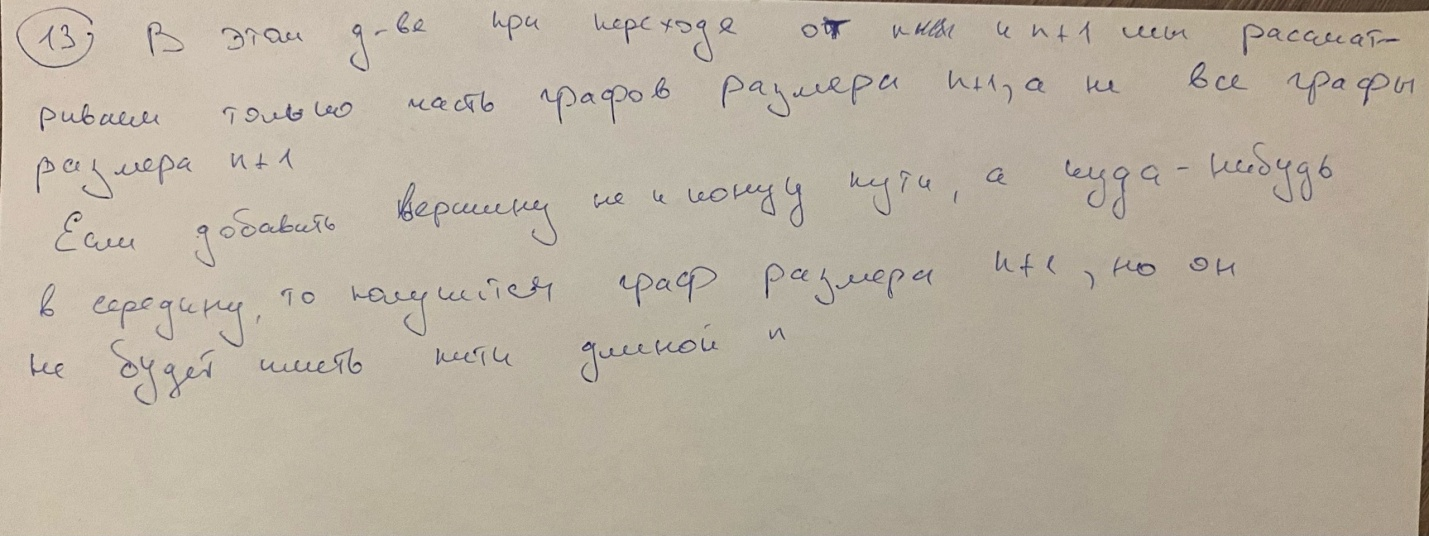 13. В этом д-ве при переходе от к n+1 мы рассмат-
риваем только часть графов размера n+1, а не все графы
размера n+1
Если добавить вершину не к концу пути, а куда-нибудь
в середину, то получится граф размера n+1, но он
не будет иметь пути длиной n